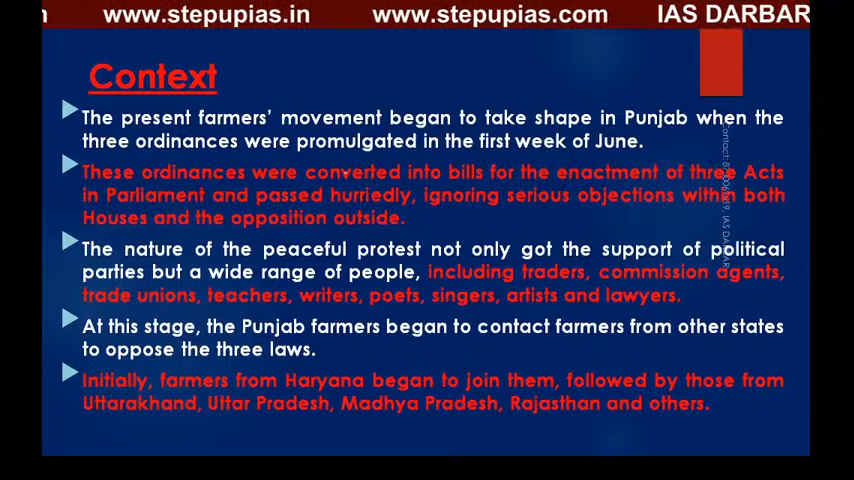 www.stepupias.in www.stepupias.com IAS DARBAR
Context
The present farmers’ movement began to take shape in Punjab when the
three ordinances were promulgated in the first week of June.
These ordinances were converted into bills for the enactment of three Acts
in Parliament and passed hurriedly, ignoring serious objections within both
Houses and the opposition outside.
The nature of the peaceful protest not only got the support of political
parties but a wide range of people, including traders, commission agents,
trade unions, teachers, writers, poets, singers, artists and lawyers.
At this stage, the Punjab farmers began to contact farmers from other states
to oppose the three laws.
Initially, farmers from Haryana began to join them, followed by those from
Uttarakhand, Uttar Pradesh, Madhya Pradesh, Rajasthan and others.